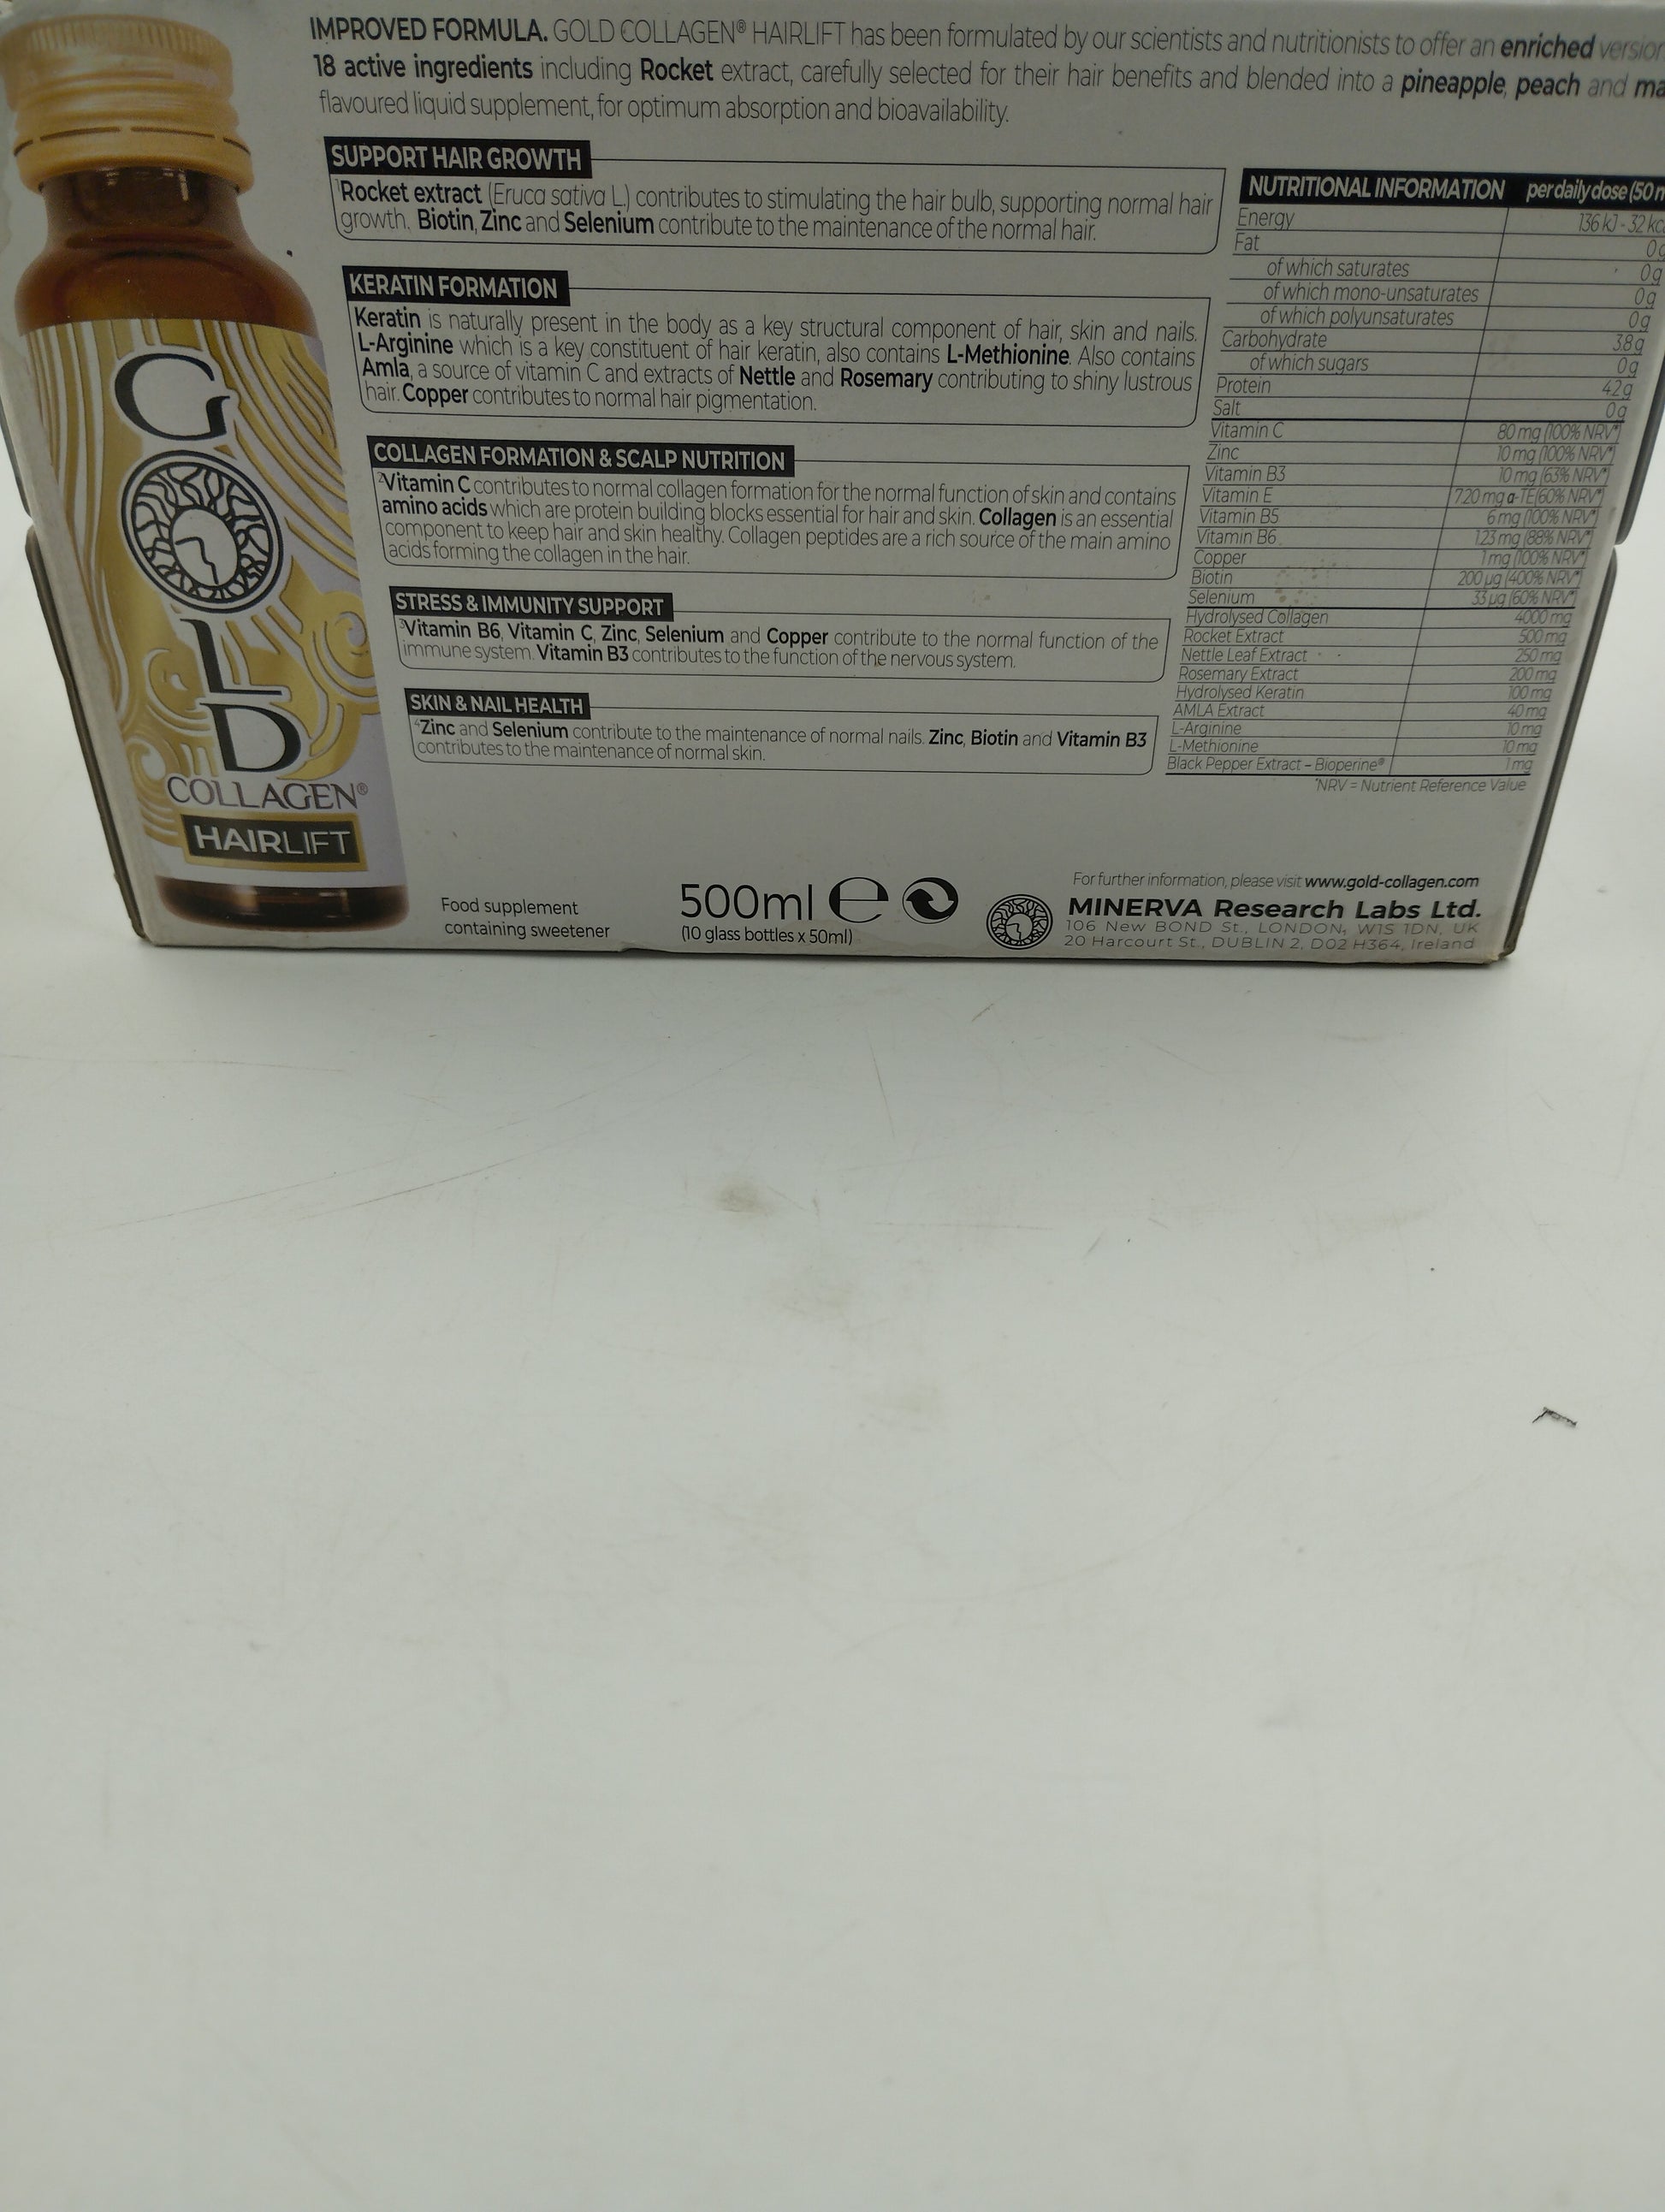 IMPROVED FORMULA. GOLD COLLAGEN® HAIRLIFT has been formulated by our scientists and nutritionists to offer an enriched version
18 active ingredients including Rocket extract, carefully selected for their hair benefits and blended into a pineapple, peach and
flavoured liquid supplement, for optimum absorption and bioavailability.
SUPPORT HAIR GROWTH
¹Rocket extract (Eruca sativa L.) contributes to stimulating the hair bulb, supporting normal hair
growth. Biotin, Zinc and Selenium contribute to the maintenance of the normal hair.
KERATIN FORMATION
Keratin is naturally present in the body as a key structural component of hair, skin and nails.
L-Arginine which is a key constituent of hair keratin, also contains L-Methionine. Also contains
Amla, a source of vitamin C and extracts of Nettle and Rosemary contributing to shiny lustrous
hair. Copper contributes to normal hair pigmentation.
COLLAGEN FORMATION & SCALP NUTRITION
²Vitamin C contributes to normal collagen formation for the normal function of skin and contains
amino acids which are protein building blocks essential for hair and skin. Collagen is an essential
component to keep hair and skin healthy. Collagen peptides are a rich source of the main amino
acids forming the collagen in the hair.
STRESS & IMMUNITY SUPPORT
³Vitamin B6, Vitamin C, Zinc, Selenium and Copper contribute to the normal function of the
immune system. Vitamin B3 contributes to the function of the nervous system.
SKIN & NAIL HEALTH
⁴Zinc and Selenium contribute to the maintenance of normal nails. Zinc, Biotin and Vitamin B3
contributes to the maintenance of normal skin.
NUTRITIONAL INFORMATION per daily dose (50
Energy 136 kJ - 32
Fat 0g
of which saturates 0g
of which mono-unsaturates 0g
of which polyunsaturates 0g
Carbohydrate 3.8g
of which sugars 0g
Protein 4.2g
Salt 0g
Vitamin C 80 mg (100% NRV*)
Zinc 10 mg (100% NRV*)
Vitamin B3 10 mg (63% NRV*)
Vitamin E 7.20 mg α-TE (60% NRV*)
Vitamin B5 6 mg (100% NRV*)
Vitamin B6 1.23 mg (88% NRV*)
Copper 1 mg (100% NRV*)
Biotin 200 µg (400% NRV*)
Selenium 33 µg (60% NRV*)
Hydrolysed Collagen 4000 mg
Rocket Extract 500 mg
Nettle Leaf Extract 250 mg
Rosemary Extract 200 mg
Hydrolysed Keratin 100 mg
AMLA Extract 40 mg
L-Arginine 10 mg
L-Methionine 10 mg
Black Pepper Extract – Bioperine® 1 mg
*NRV = Nutrient Reference Value
GOLD
COLLAGEN®
HAIRLIFT
Food supplement
containing sweetener
500ml e
(10 glass bottles x 50ml)
For further information, please visit www.gold-collagen.com
MINERVA Research Labs Ltd.
106 New BOND St., LONDON, W1S 1DN, UK
20 Harcourt St., DUBLIN 2, D02 H364, Ireland